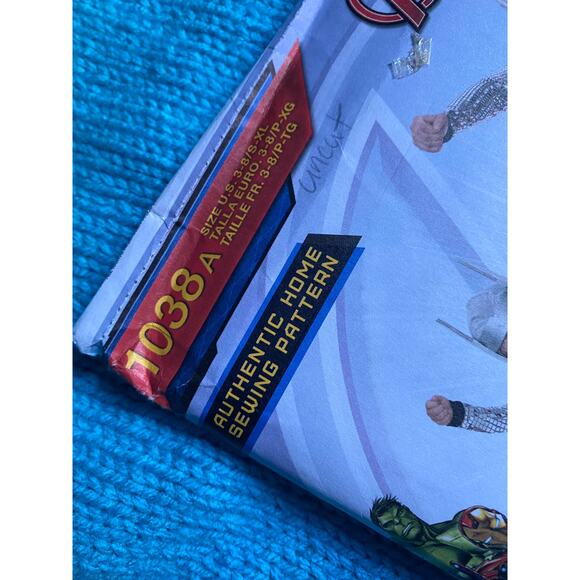 1038 A
SIZE U.S. 3-8/S-XL
TALLA EURO: 3-8/P-XG
TAILLE FR. 3-8/P-TG
uncut
AUTHENTIC HOME
SEWING PATTERN